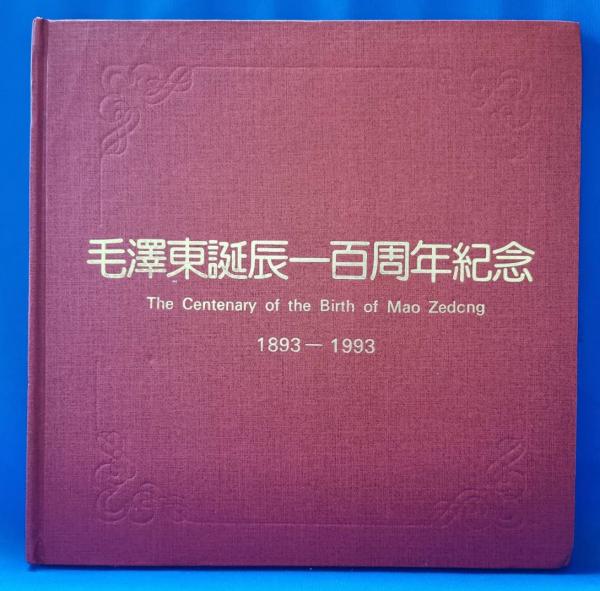 毛澤東誕辰一百周年紀念
The Centenary of the Birth of Mao Zedcng
1893－1993